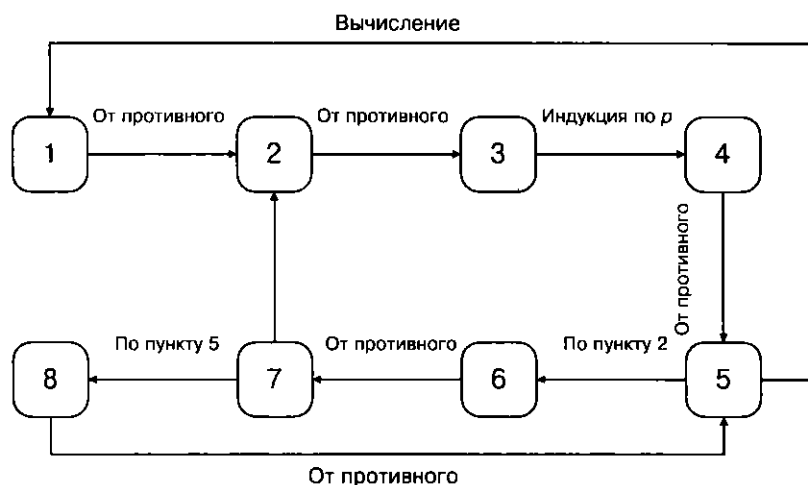 Вычисление
От противного
От противного
Индукция по p
1
2
3
4
От противного
По пункту 5
От противного
По пункту 2
8
7
6
5
От противного